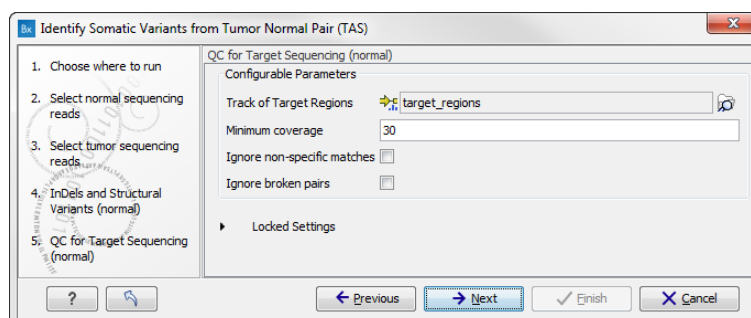 Bx Identify Somatic Variants from Tumor Normal Pair (TAS)
1. Choose where to run
2. Select normal sequencing
reads
3. Select tumor sequencing
reads
4. InDels and Structural
Variants (normal)
5. QC for Target Sequencing
(normal)
QC for Target Sequencing (normal)
Configurable Parameters
Track of Target Regions target_regions
Minimum coverage 30
Ignore non-specific matches
Ignore broken pairs
Locked Settings
? Previous Next Finish Cancel